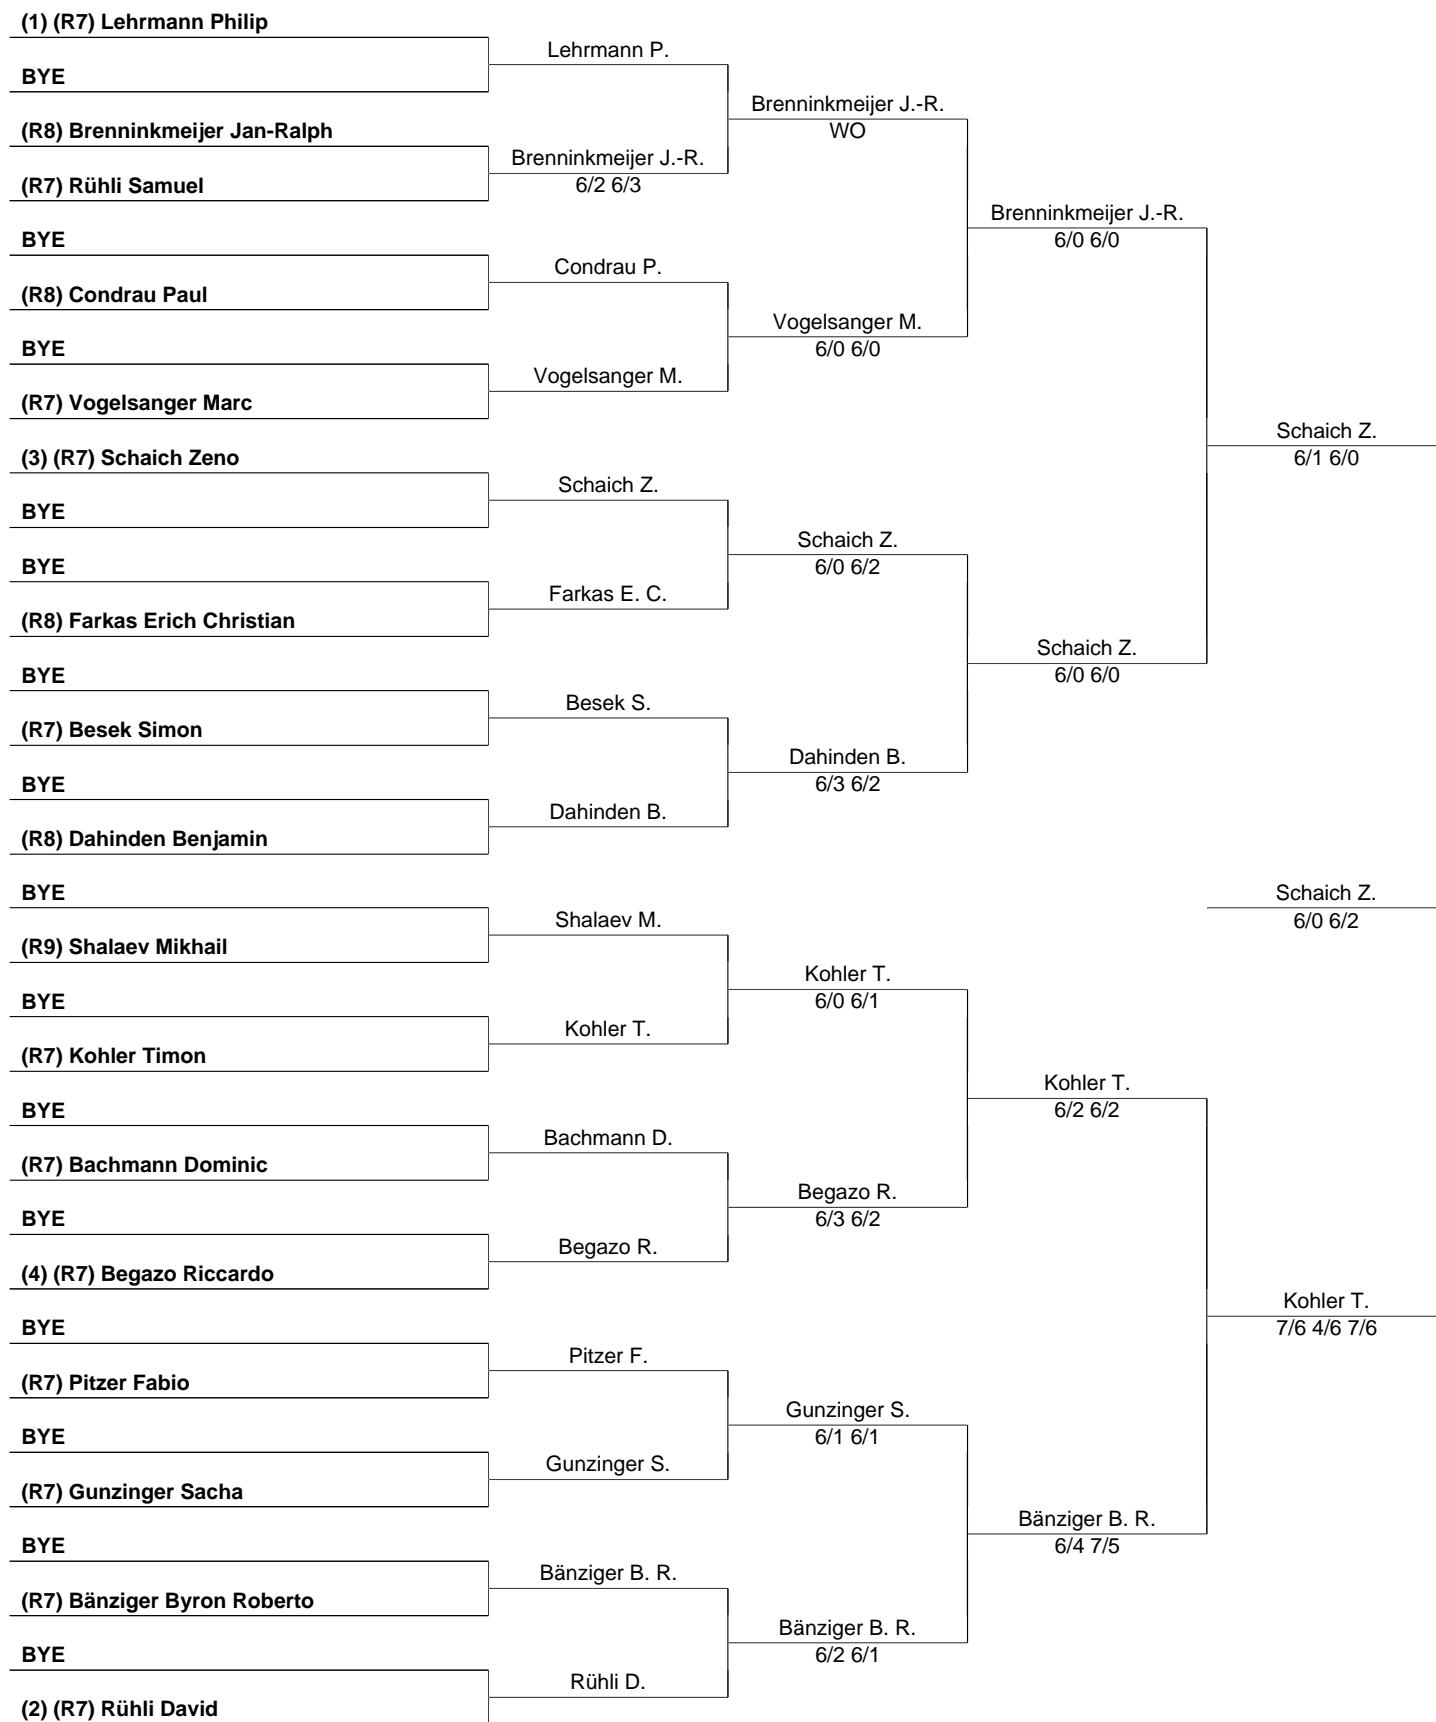 (1) (R7) Lehrmann Philip
Lehrmann P.
BYE
Brenninkmeijer J.-R.
WO
(R8) Brenninkmeijer Jan-Ralph
Brenninkmeijer J.-R.
6/2 6/3
(R7) Rühli Samuel
Brenninkmeijer J.-R.
6/0 6/0
BYE
Condrau P.
(R8) Condrau Paul
Vogelsanger M.
6/0 6/0
BYE
Vogelsanger M.
(R7) Vogelsanger Marc
Schaich Z.
6/1 6/0
(3) (R7) Schaich Zeno
Schaich Z.
BYE
Schaich Z.
6/0 6/2
BYE
Farkas E. C.
(R8) Farkas Erich Christian
Schaich Z.
6/0 6/0
BYE
Besek S.
(R7) Besek Simon
Dahinden B.
6/3 6/2
BYE
Dahinden B.
(R8) Dahinden Benjamin
BYE
Schaich Z.
6/0 6/2
Shalaev M.
(R9) Shalaev Mikhail
Kohler T.
6/0 6/1
BYE
Kohler T.
(R7) Kohler Timon
Kohler T.
6/2 6/2
BYE
Bachmann D.
(R7) Bachmann Dominic
Begazo R.
6/3 6/2
BYE
Begazo R.
(4) (R7) Begazo Riccardo
Kohler T.
7/6 4/6 7/6
BYE
Pitzer F.
(R7) Pitzer Fabio
Gunzinger S.
6/1 6/1
BYE
Gunzinger S.
(R7) Gunzinger Sacha
Bänziger B. R.
6/4 7/5
BYE
Bänziger B. R.
(R7) Bänziger Byron Roberto
Bänziger B. R.
6/2 6/1
BYE
Rühli D.
(2) (R7) Rühli David